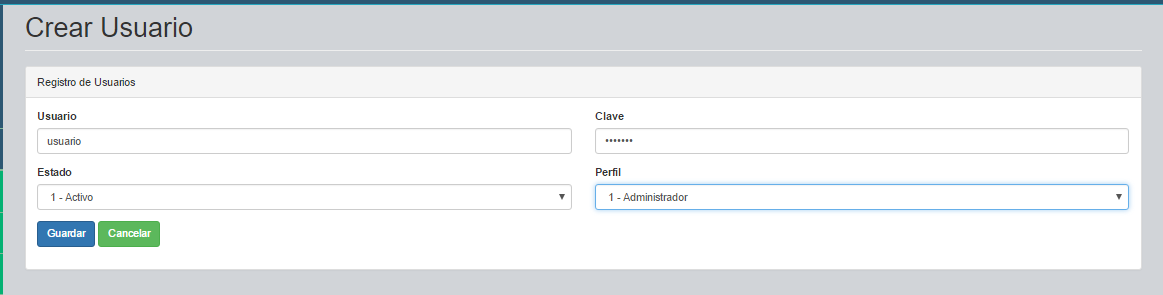 Crear Usuario
Registro de Usuarios
Usuario
Clave
usuario
•••••••
Estado
Perfil
1 - Activo
1 - Administrador
Guardar
Cancelar